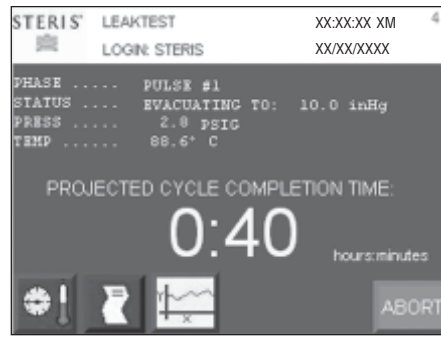 STERIS® LEAKTEST XX:XX:XX XM 4
LOGIN: STERIS XX/XX/XXXX
PHASE ..... PULSE #1
STATUS .... EVACUATING TO: 10.0 inHg
PRESS ..... 2.8 PSIG
TEMP ...... 88.6° C
PROJECTED CYCLE COMPLETION TIME:
0:40
hours:minutes
Y
X
ABORT